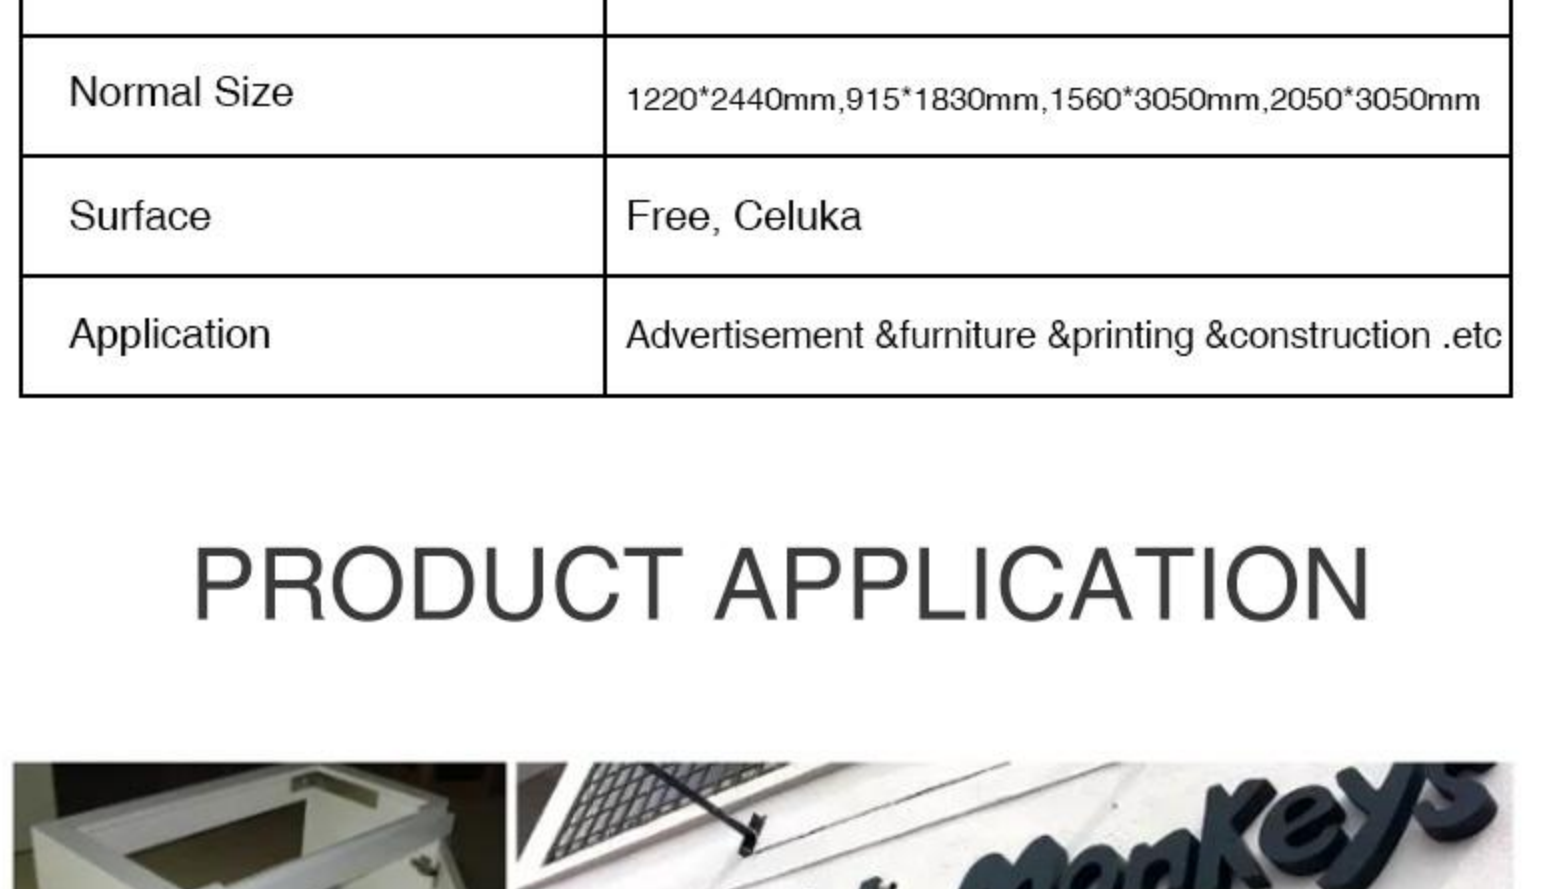 Normal Size
1220*2440mm,915*1830mm,1560*3050mm,2050*3050mm
Surface
Free, Celuka
Application
Advertisement &furniture &printing &construction .etc
PRODUCT APPLICATION
Monkeys